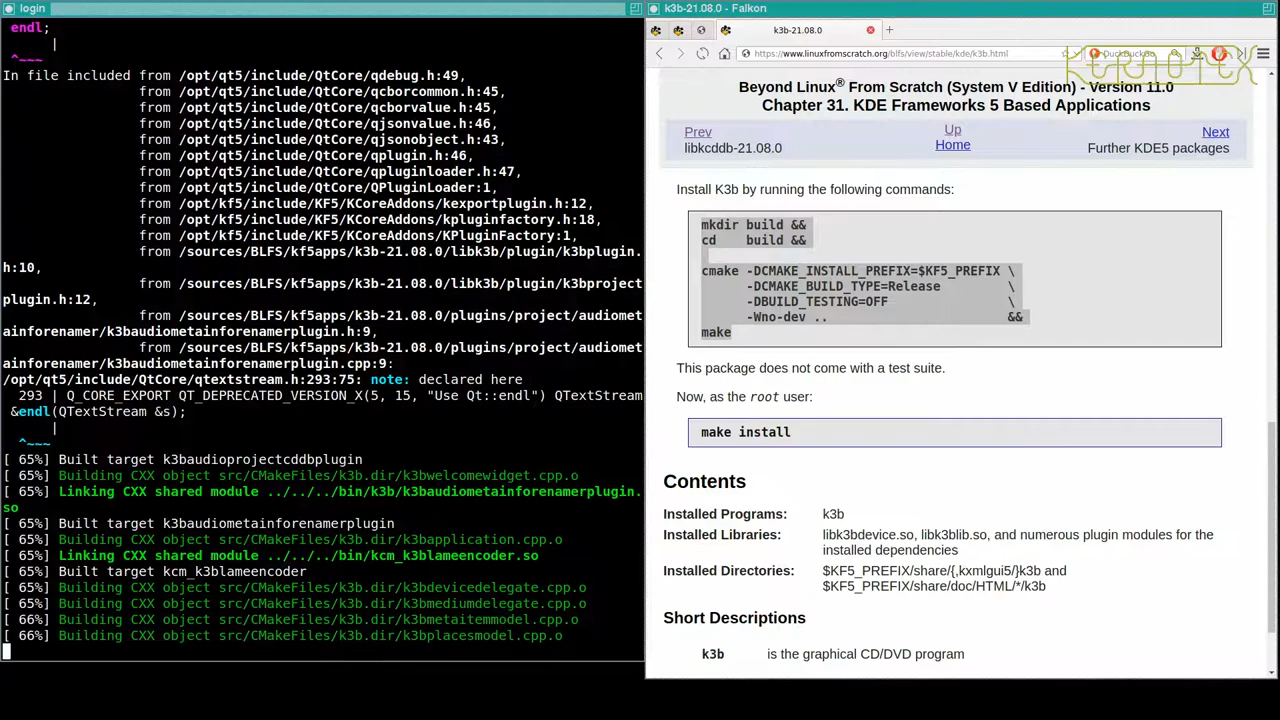 login
endl;
|
^~~~
In file included from /opt/qt5/include/QtCore/qdebug.h:49,
from /opt/qt5/include/QtCore/qcborcommon.h:45,
from /opt/qt5/include/QtCore/qcborvalue.h:45,
from /opt/qt5/include/QtCore/qjsonvalue.h:46,
from /opt/qt5/include/QtCore/qjsonobject.h:43,
from /opt/qt5/include/QtCore/qplugin.h:46,
from /opt/qt5/include/QtCore/qpluginloader.h:47,
from /opt/qt5/include/QtCore/QPluginLoader:1,
from /opt/kf5/include/KF5/KCoreAddons/kexportplugin.h:12,
from /opt/kf5/include/KF5/KCoreAddons/kpluginfactory.h:18,
from /opt/kf5/include/KF5/KCoreAddons/KPluginFactory:1,
from /sources/BLFS/kf5apps/k3b-21.08.0/libk3b/plugin/k3bplugin.
h:10,
from /sources/BLFS/kf5apps/k3b-21.08.0/libk3b/plugin/k3bproject
plugin.h:12,
from /sources/BLFS/kf5apps/k3b-21.08.0/plugins/project/audiomet
ainforenamer/k3baudiometainforenamerplugin.h:9,
from /sources/BLFS/kf5apps/k3b-21.08.0/plugins/project/audiomet
ainforenamer/k3baudiometainforenamerplugin.cpp:9:
/opt/qt5/include/QtCore/qtextstream.h:293:75: note: declared here
293 | Q_CORE_EXPORT QT_DEPRECATED_VERSION_X(5, 15, "Use Qt::endl") QTextStream
&endl(QTextStream &s);
|
^~~~
[ 65%] Built target k3baudioprojectcddbplugin
[ 65%] Building CXX object src/CMakeFiles/k3b.dir/k3bwelcomewidget.cpp.o
[ 65%] Linking CXX shared module ../../../bin/k3b/k3baudiometainforenamerplugin.
so
[ 65%] Built target k3baudiometainforenamerplugin
[ 65%] Building CXX object src/CMakeFiles/k3b.dir/k3bapplication.cpp.o
[ 65%] Linking CXX shared module ../../../bin/kcm_k3blameencoder.so
[ 65%] Built target kcm_k3blameencoder
[ 65%] Building CXX object src/CMakeFiles/k3b.dir/k3bdevicedelegate.cpp.o
[ 65%] Building CXX object src/CMakeFiles/k3b.dir/k3bmediumdelegate.cpp.o
[ 66%] Building CXX object src/CMakeFiles/k3b.dir/k3bmetaitemmodel.cpp.o
[ 66%] Building CXX object src/CMakeFiles/k3b.dir/k3bplacesmodel.cpp.o
k3b-21.08.0 - Falkon
k3b-21.08.0
https://www.linuxfromscratch.org/blfs/view/stable/kde/k3b.html
DuckDuckGo
KERNOTEX
Beyond Linux® From Scratch (System V Edition) - Version 11.0
Chapter 31. KDE Frameworks 5 Based Applications
Prev Up Next
libkcddb-21.08.0 Home Further KDE5 packages
Install K3b by running the following commands:
mkdir build &&
cd build &&
cmake -DCMAKE_INSTALL_PREFIX=$KF5_PREFIX \
-DCMAKE_BUILD_TYPE=Release \
-DBUILD_TESTING=OFF \
-Wno-dev .. &&
make
This package does not come with a test suite.
Now, as the root user:
make install
Contents
Installed Programs: k3b
Installed Libraries: libk3bdevice.so, libk3blib.so, and numerous plugin modules for the
installed dependencies
Installed Directories: $KF5_PREFIX/share/{,kxmlgui5/}k3b and
$KF5_PREFIX/share/doc/HTML/*/k3b
Short Descriptions
k3b is the graphical CD/DVD program